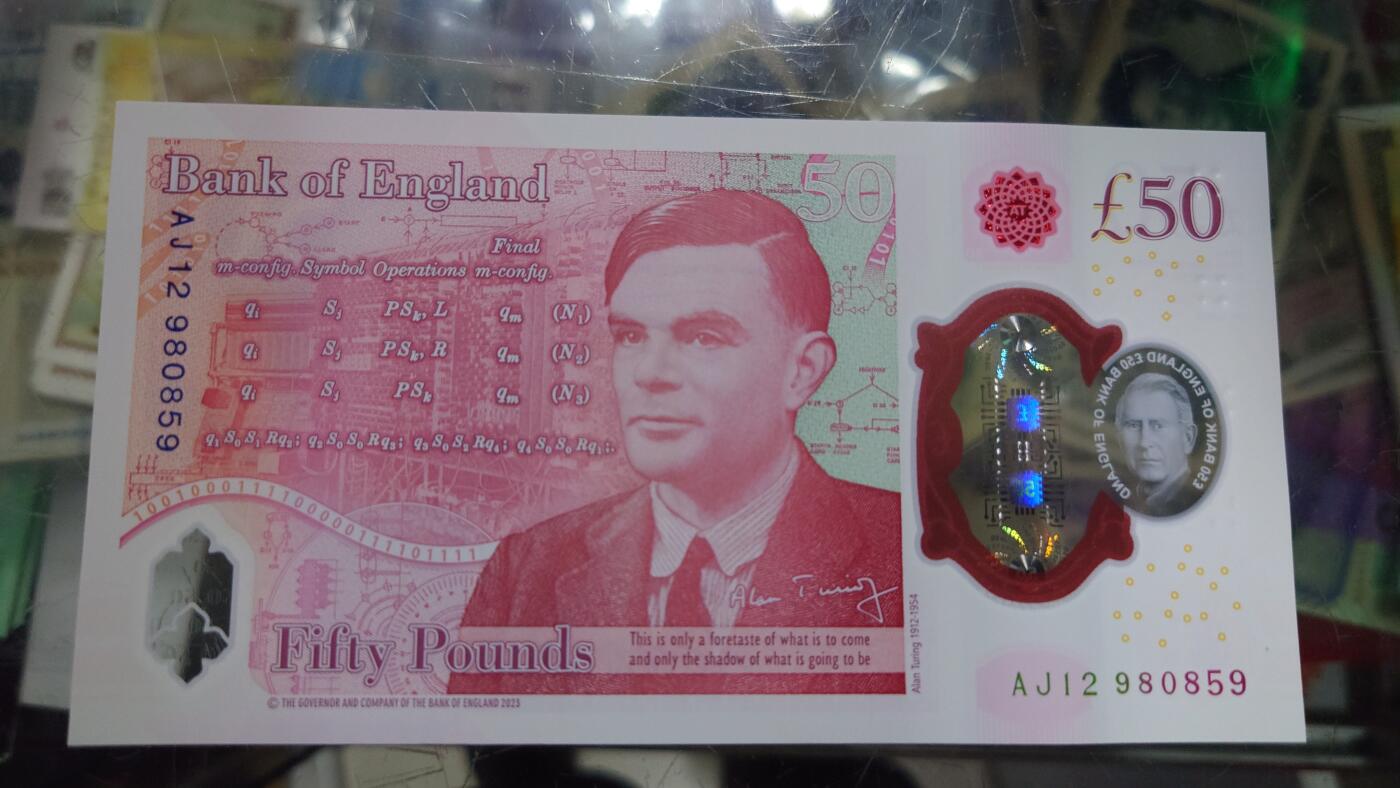 Bank of England
50
£50
AJ12 980859
Final
m-config. Symbol Operations m-config.
qi Sj PSk, L qm (N1)
qi Sj PSk, R qm (N2)
qi Sj PSk qm (N3)
q1 S0 S1 Rq2; q2 S0 S0 Rq3; q3 S0 S2 Rq4; q4 S0 S0 Rq1;.
£50 BANK OF ENGLAND £50 BANK OF ENGLAND
Alan Turing
Fifty Pounds
This is only a foretaste of what is to come
and only the shadow of what is going to be
Alan Turing 1912-1954
AJ12 980859
© THE GOVERNOR AND COMPANY OF THE BANK OF ENGLAND 2023